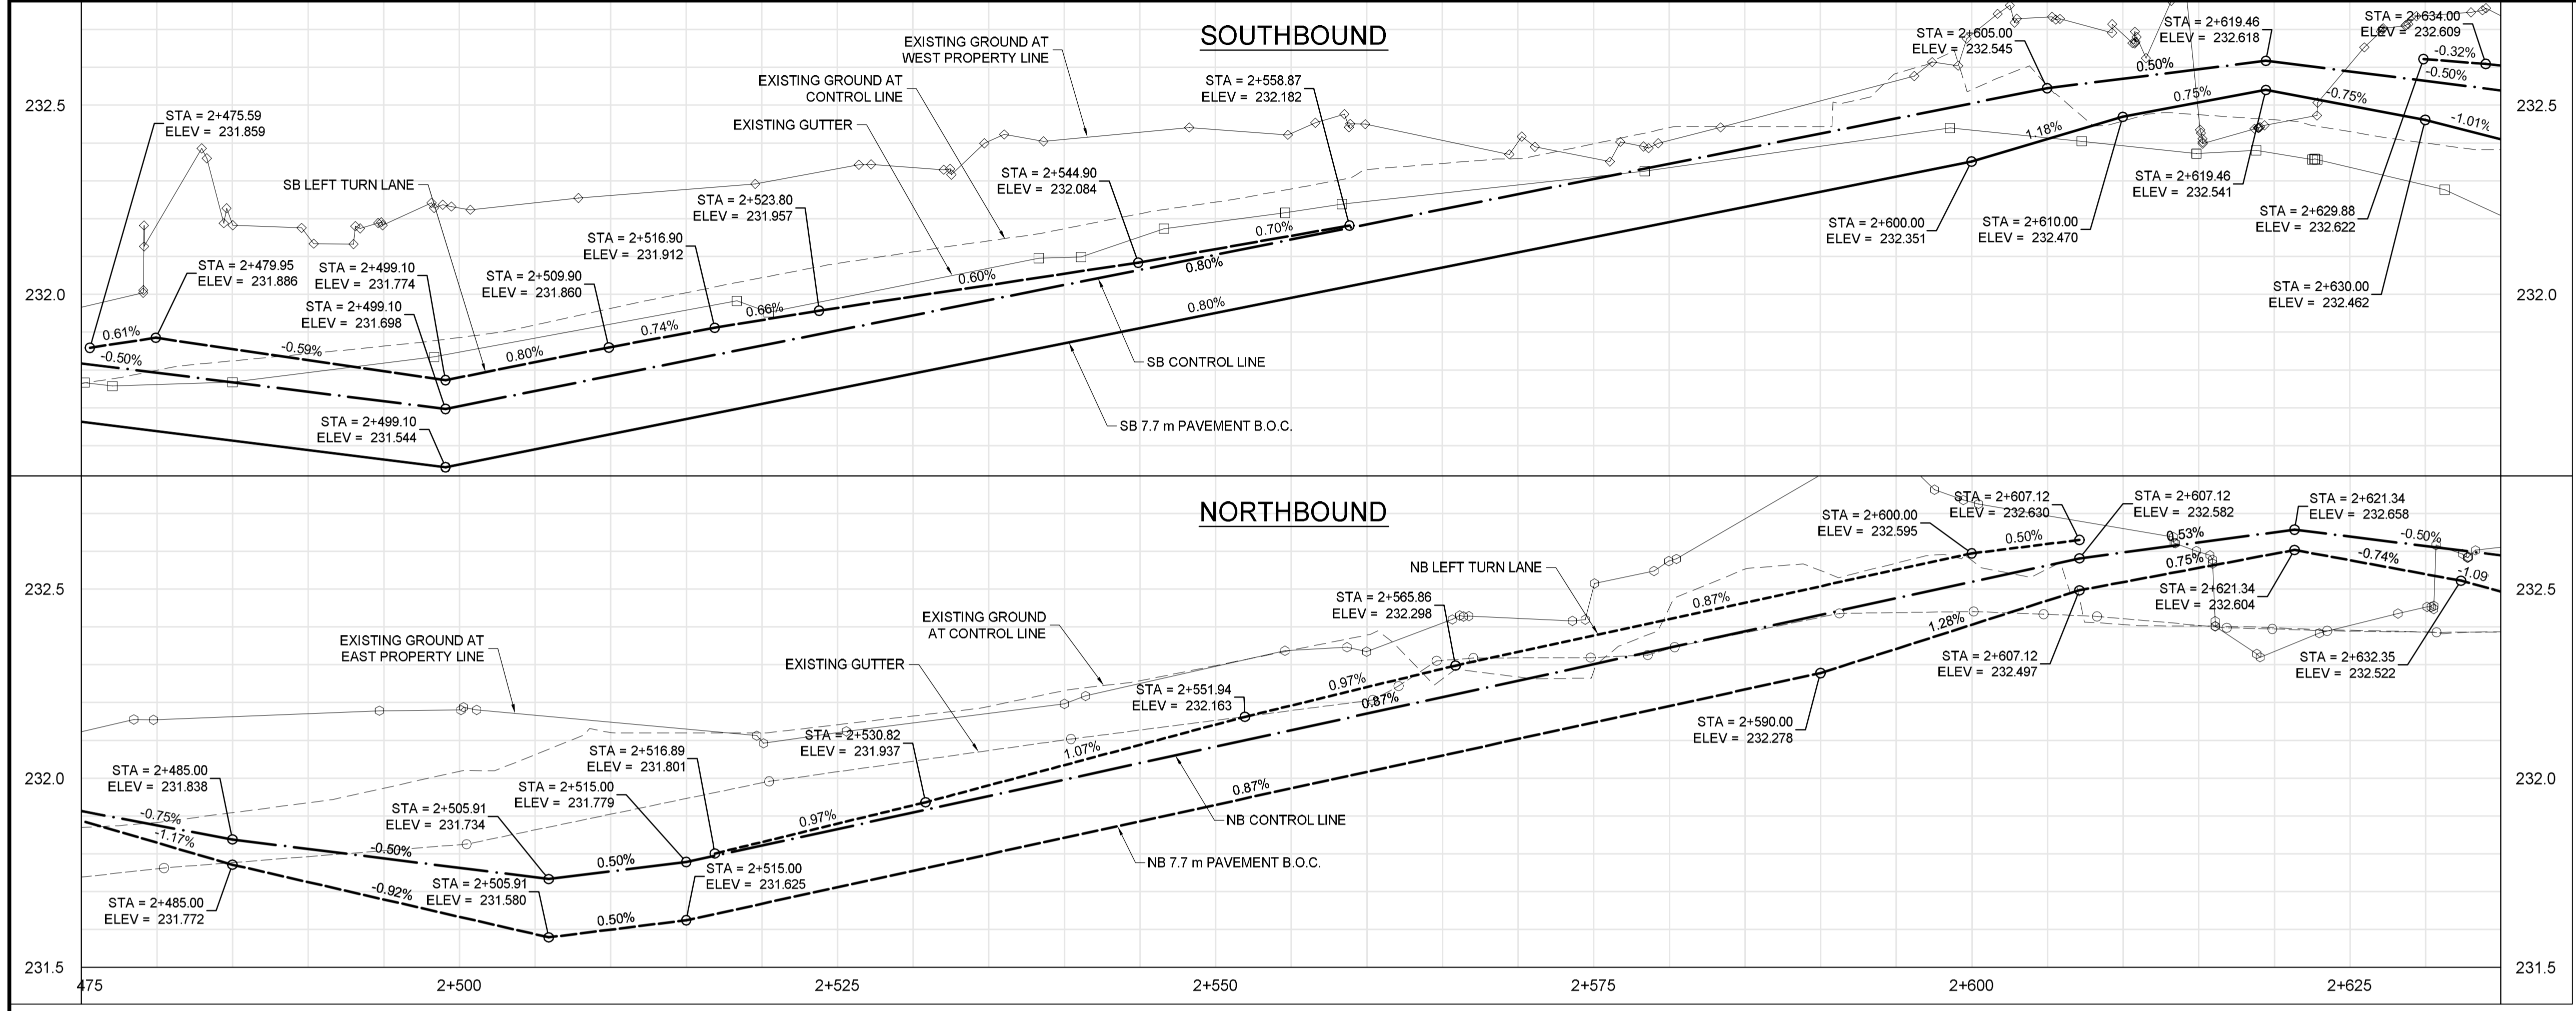 SOUTHBOUND
232.5
232.0
232.5
232.0
STA = 2+475.59
ELEV = 231.859
EXISTING GROUND AT
WEST PROPERTY LINE
EXISTING GROUND AT
CONTROL LINE
EXISTING GUTTER
SB LEFT TURN LANE
STA = 2+479.95
ELEV = 231.886
STA = 2+499.10
ELEV = 231.774
STA = 2+499.10
ELEV = 231.698
STA = 2+499.10
ELEV = 231.544
STA = 2+509.90
ELEV = 231.860
STA = 2+516.90
ELEV = 231.912
STA = 2+523.80
ELEV = 231.957
STA = 2+544.90
ELEV = 232.084
STA = 2+558.87
ELEV = 232.182
STA = 2+605.00
ELEV = 232.545
STA = 2+619.46
ELEV = 232.618
STA = 2+634.00
ELEV = 232.609
STA = 2+600.00
ELEV = 232.351
STA = 2+610.00
ELEV = 232.470
STA = 2+619.46
ELEV = 232.541
STA = 2+629.88
ELEV = 232.622
STA = 2+630.00
ELEV = 232.462
0.61%
-0.50%
-0.59%
0.80%
0.74%
0.66%
0.60%
0.70%
0.80%
0.80%
1.18%
0.50%
0.75%
-0.32%
-0.50%
-0.75%
-1.01%
SB CONTROL LINE
SB 7.7 m PAVEMENT B.O.C.
NORTHBOUND
232.5
232.0
231.5
232.5
232.0
231.5
EXISTING GROUND AT
EAST PROPERTY LINE
EXISTING GROUND
AT CONTROL LINE
EXISTING GUTTER
NB LEFT TURN LANE
STA = 2+485.00
ELEV = 231.838
STA = 2+485.00
ELEV = 231.772
STA = 2+505.91
ELEV = 231.734
STA = 2+505.91
ELEV = 231.580
STA = 2+515.00
ELEV = 231.779
STA = 2+515.00
ELEV = 231.625
STA = 2+516.89
ELEV = 231.801
STA = 2+530.82
ELEV = 231.937
STA = 2+551.94
ELEV = 232.163
STA = 2+565.86
ELEV = 232.298
STA = 2+590.00
ELEV = 232.278
STA = 2+600.00
ELEV = 232.595
STA = 2+607.12
ELEV = 232.630
STA = 2+607.12
ELEV = 232.582
STA = 2+607.12
ELEV = 232.497
STA = 2+621.34
ELEV = 232.658
STA = 2+621.34
ELEV = 232.604
STA = 2+632.35
ELEV = 232.522
-0.75%
-1.17%
-0.50%
-0.92%
0.50%
0.50%
0.97%
1.07%
0.97%
0.87%
0.87%
0.87%
1.28%
0.50%
0.53%
0.75%
-0.50%
-0.74%
-1.09
NB CONTROL LINE
NB 7.7 m PAVEMENT B.O.C.
475
2+500
2+525
2+550
2+575
2+600
2+625